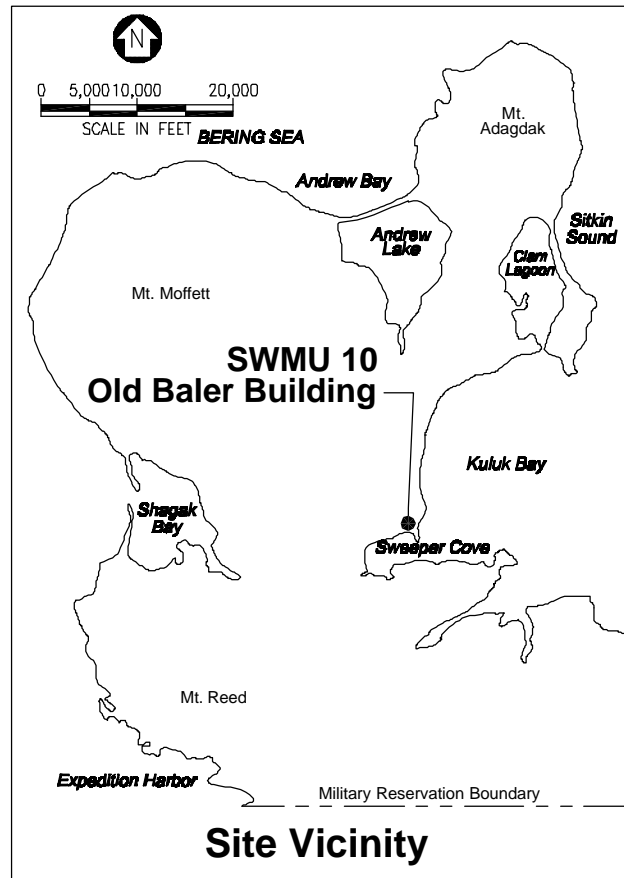 N
0 5,000 10,000 20,000
SCALE IN FEET
BERING SEA
Mt.
Adagdak
Andrew Bay
Andrew
Lake
Sitkin
Sound
Clam
Lagoon
Mt. Moffett
SWMU 10
Old Baler Building
Kuluk Bay
Shagak
Bay
Sweeper Cove
Mt. Reed
Expedition Harbor
Military Reservation Boundary
Site Vicinity